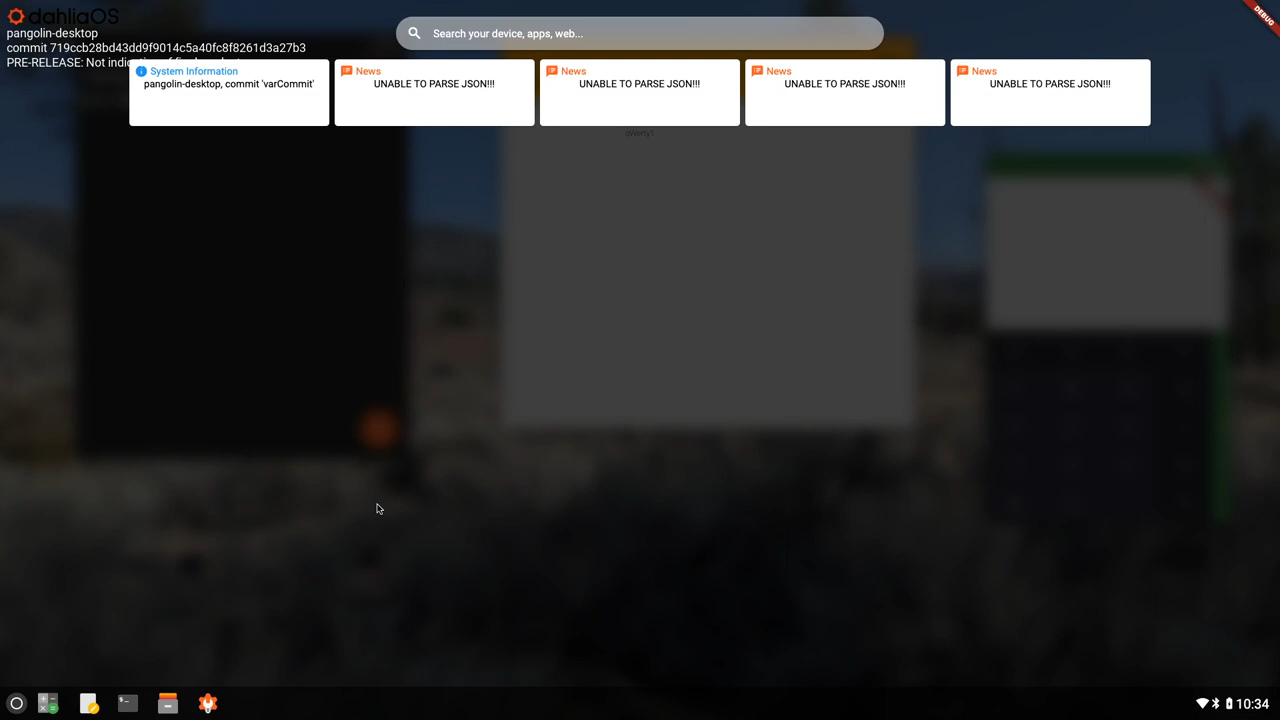 dahliaOS
DEBUG
pangolin-desktop
Search your device, apps, web...
commit 719ccb28bd43dd9f9014c5a40fc8f8261d3a27b3
PRE-RELEASE: Not
System Information
pangolin-desktop, commit 'varCommit'
News
UNABLE TO PARSE JSON!!!
News
UNABLE TO PARSE JSON!!!
News
UNABLE TO PARSE JSON!!!
News
UNABLE TO PARSE JSON!!!
10:34